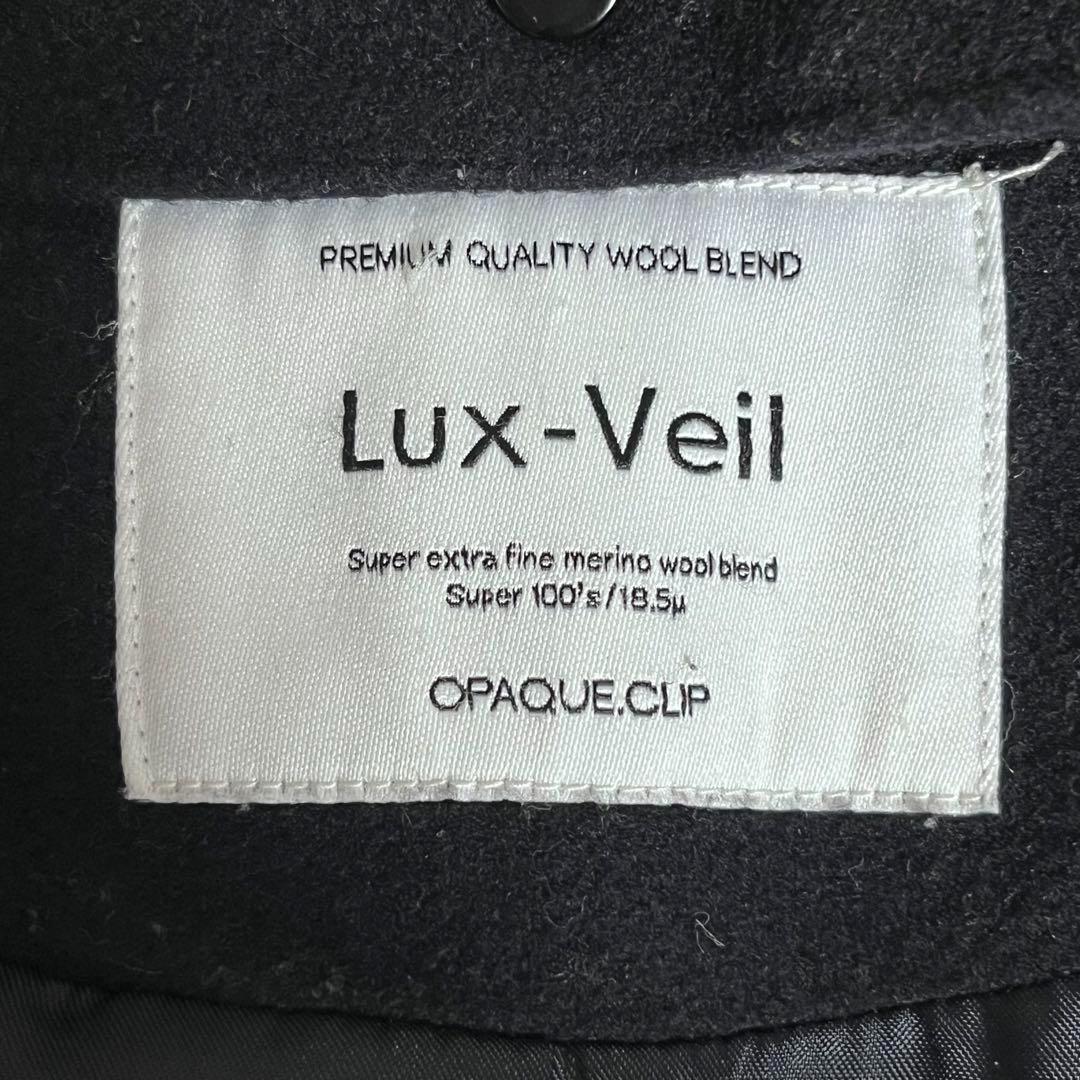 PREMIUM QUALITY WOOL BLEND
Lux-Veil
Super extra fine merino wool blend
Super 100's/18.5μ
OPAQUE.CLIP